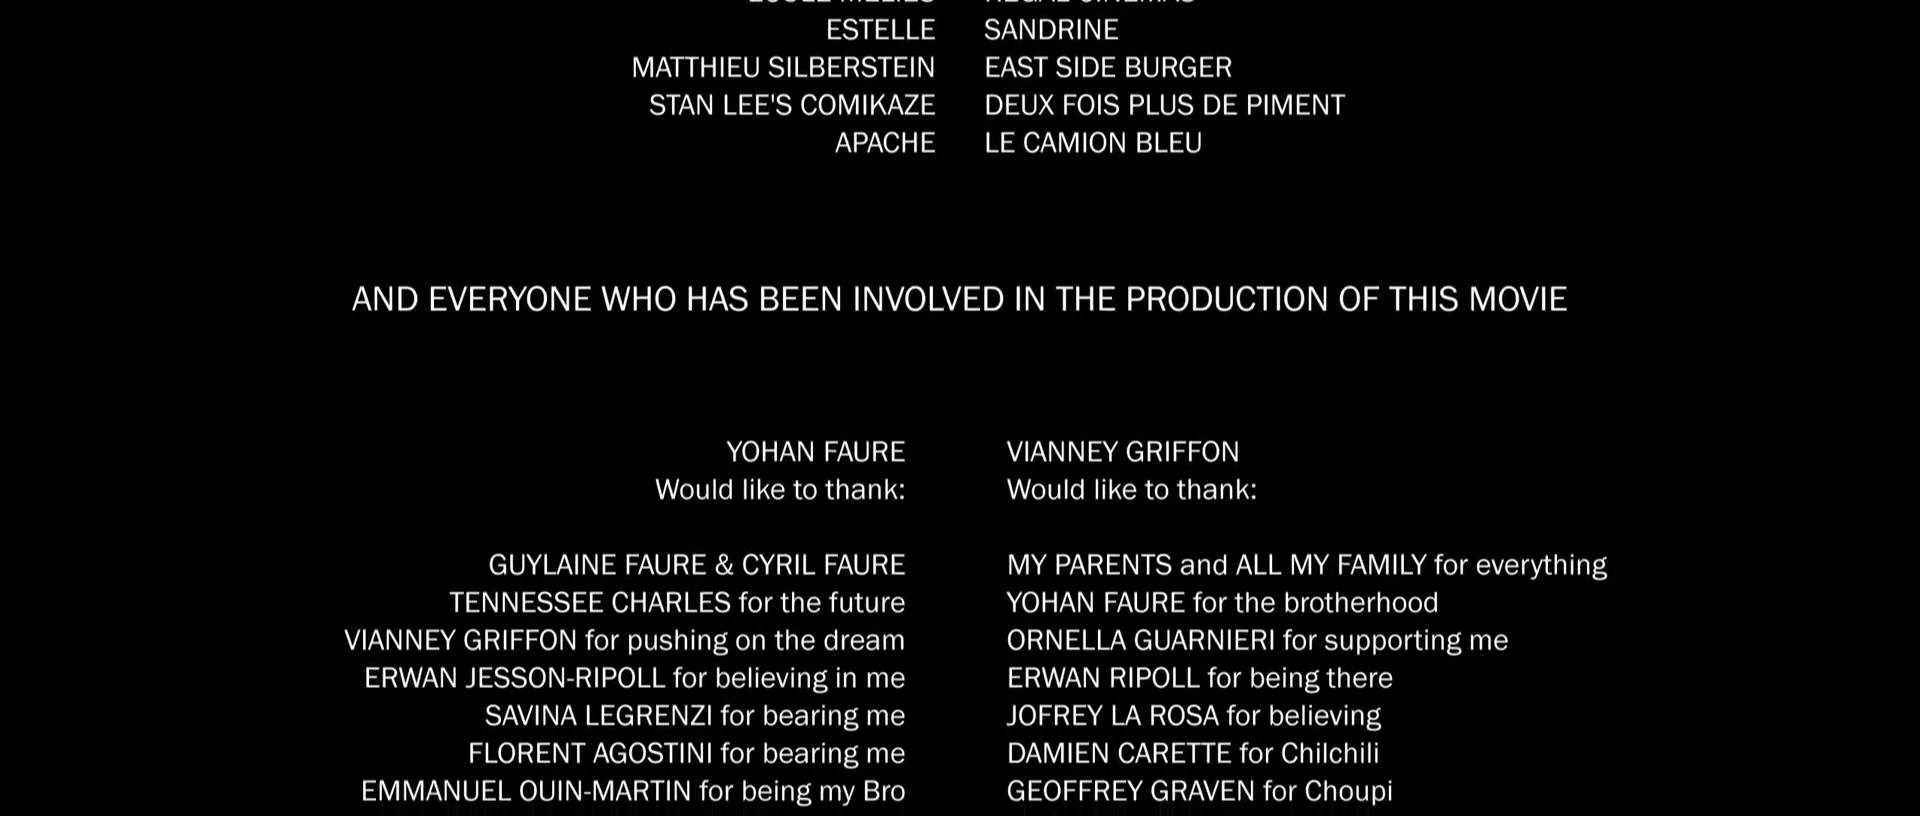 ESTELLE SANDRINE
MATTHIEU SILBERSTEIN EAST SIDE BURGER
STAN LEE'S COMIKAZE DEUX FOIS PLUS DE PIMENT
APACHE LE CAMION BLEU
AND EVERYONE WHO HAS BEEN INVOLVED IN THE PRODUCTION OF THIS MOVIE
YOHAN FAURE
Would like to thank:
GUYLAINE FAURE & CYRIL FAURE
TENNESSEE CHARLES for the future
VIANNEY GRIFFON for pushing on the dream
ERWAN JESSON-RIPOLL for believing in me
SAVINA LEGRENZI for bearing me
FLORENT AGOSTINI for bearing me
EMMANUEL OUIN-MARTIN for being my Bro
VIANNEY GRIFFON
Would like to thank:
MY PARENTS and ALL MY FAMILY for everything
YOHAN FAURE for the brotherhood
ORNELLA GUARNIERI for supporting me
ERWAN RIPOLL for being there
JOFREY LA ROSA for believing
DAMIEN CARETTE for Chilchili
GEOFFREY GRAVEN for Choupi